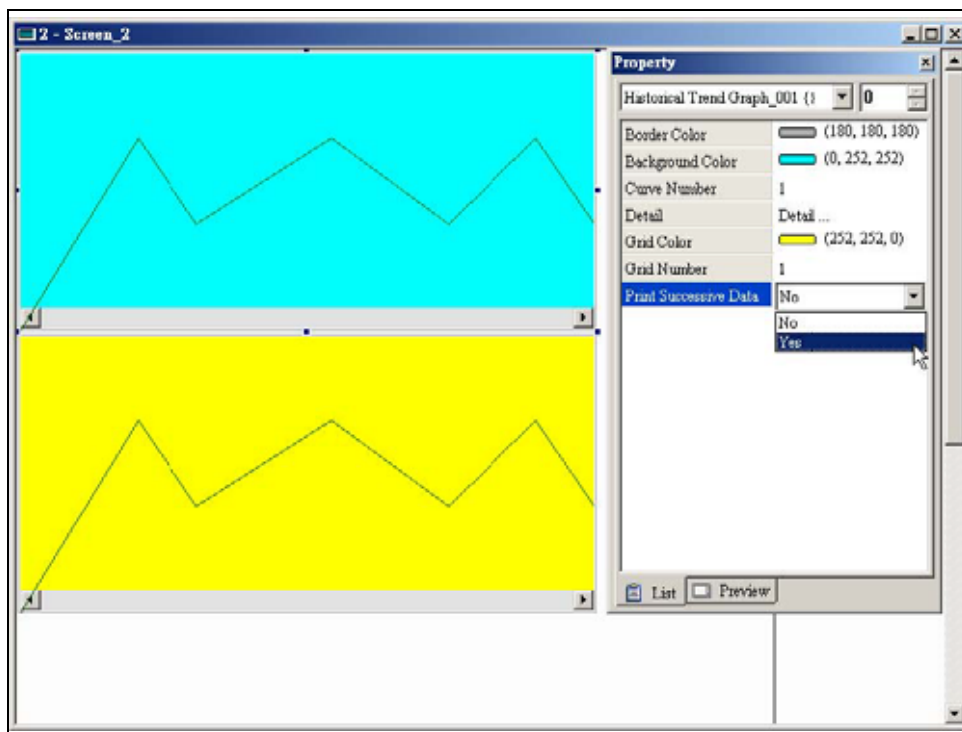 2 - Screen_2
Property
Historical Trend Graph_001 {}
0
Border Color (180, 180, 180)
Background Color (0, 252, 252)
Curve Number 1
Detail Detail ...
Grid Color (252, 252, 0)
Grid Number 1
Print Successive Data No
No
Yes
List Preview